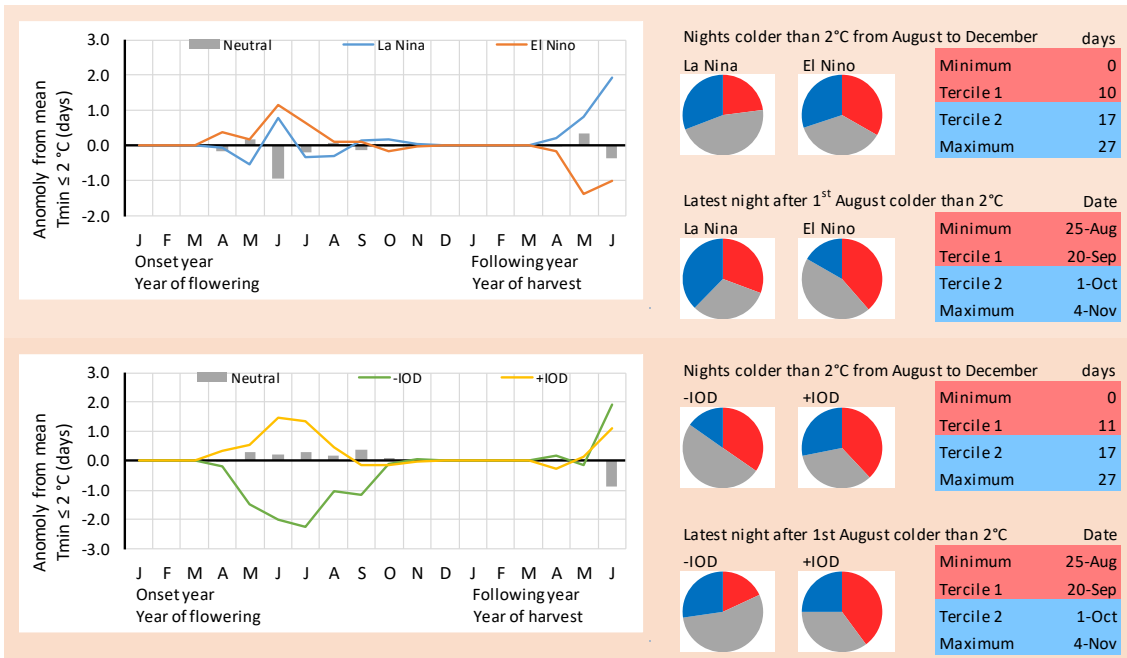 Neutral La Nina El Nino
Anomoly from mean
Tmin ≤ 2 °C (days)
3.0
2.0
1.0
0.0
-1.0
-2.0
J F M A M J J A S O N D J F M A M J
Onset year Following year
Year of flowering Year of harvest
Nights colder than 2°C from August to December days
La Nina El Nino
Minimum 0
Tercile 1 10
Tercile 2 17
Maximum 27
Latest night after 1st August colder than 2°C Date
La Nina El Nino
Minimum 25-Aug
Tercile 1 20-Sep
Tercile 2 1-Oct
Maximum 4-Nov
Neutral -IOD +IOD
Anomoly from mean
Tmin ≤ 2 °C (days)
3.0
2.0
1.0
0.0
-1.0
-2.0
-3.0
J F M A M J J A S O N D J F M A M J
Onset year Following year
Year of flowering Year of harvest
Nights colder than 2°C from August to December days
-IOD +IOD
Minimum 0
Tercile 1 11
Tercile 2 17
Maximum 27
Latest night after 1st August colder than 2°C Date
-IOD +IOD
Minimum 25-Aug
Tercile 1 20-Sep
Tercile 2 1-Oct
Maximum 4-Nov